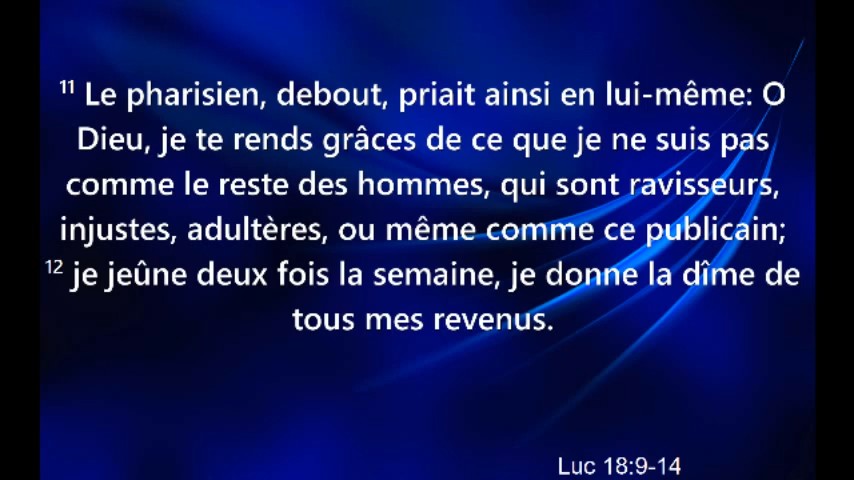 ¹¹ Le pharisien, debout, priait ainsi en lui-même: O
Dieu, je te rends grâces de ce que je ne suis pas
comme le reste des hommes, qui sont ravisseurs,
injustes, adultères, ou même comme ce publicain;
¹² je jeûne deux fois la semaine, je donne la dîme de
tous mes revenus.
Luc 18:9-14